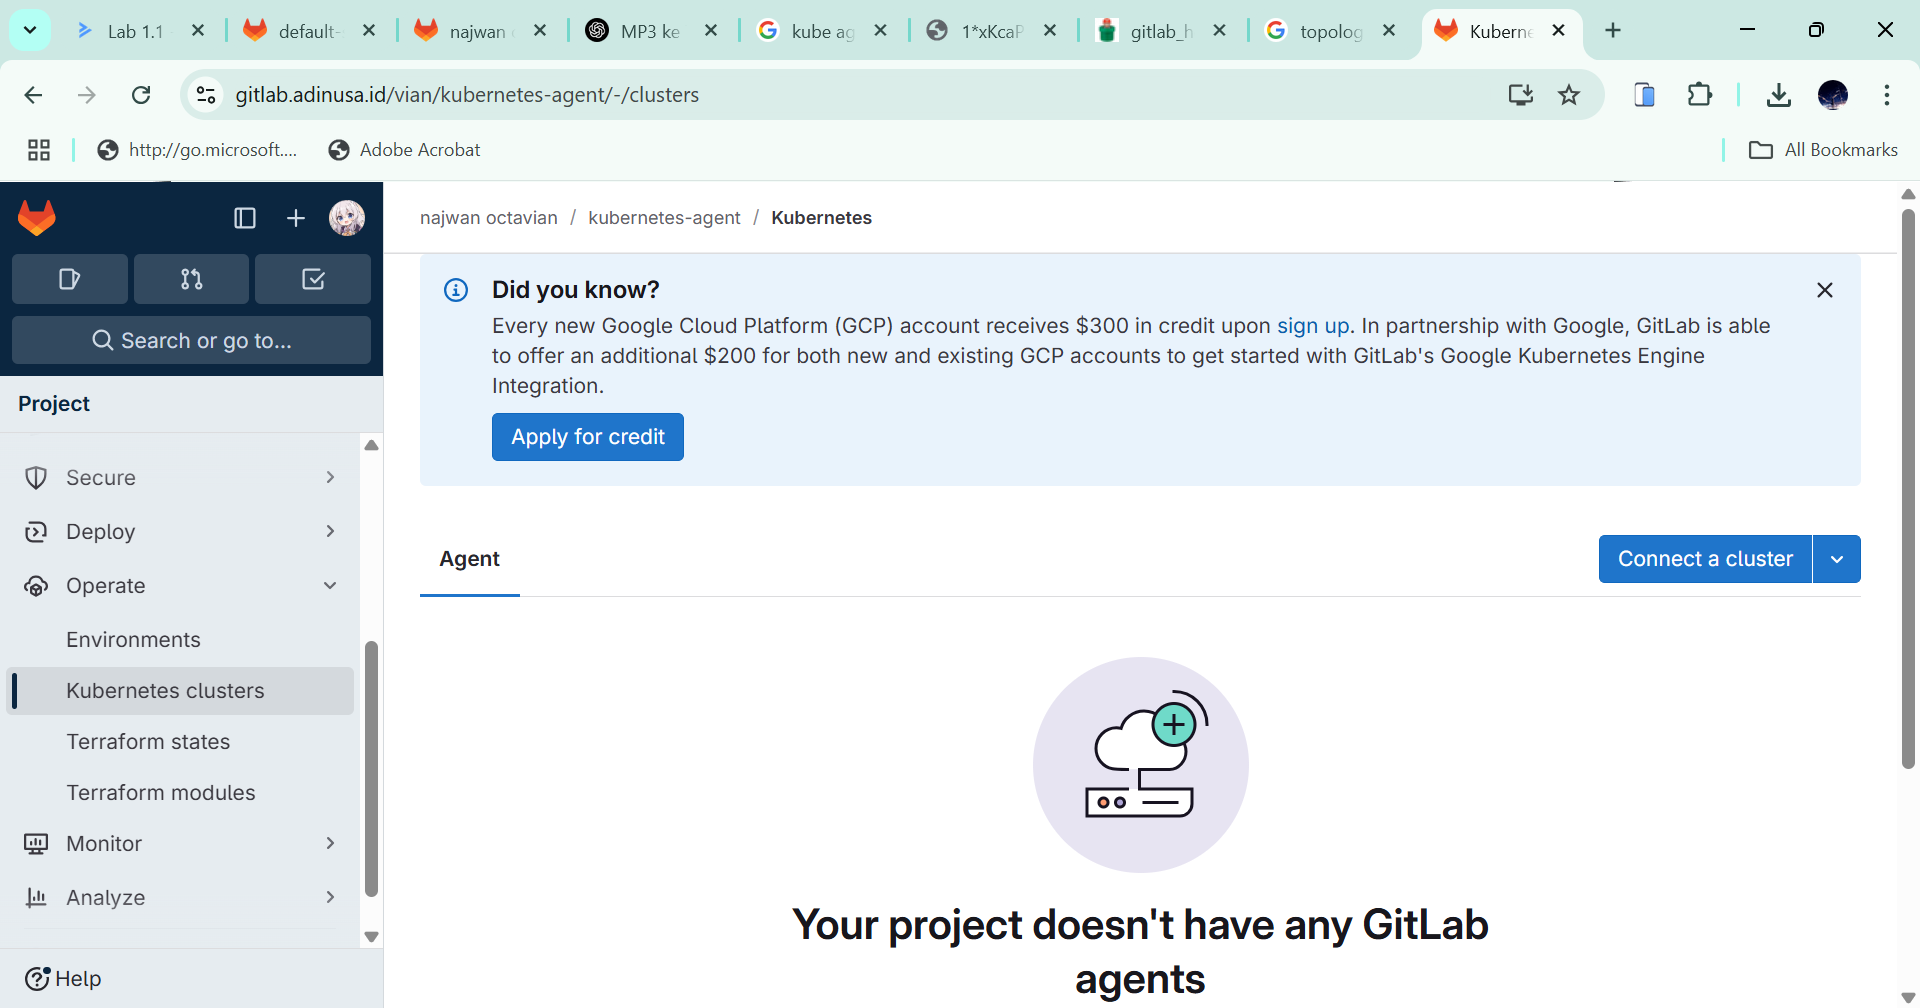 Lab 1.1
default-
najwan
MP3 ke
kube ag
1*xKcaP
gitlab_h
topolog
Kuberne
gitlab.adinusa.id/vian/kubernetes-agent/-/clusters
http://go.microsoft....
Adobe Acrobat
All Bookmarks
Search or go to...
Project
Secure
Deploy
Operate
Environments
Kubernetes clusters
Terraform states
Terraform modules
Monitor
Analyze
Help
najwan octavian / kubernetes-agent / Kubernetes
Did you know?
Every new Google Cloud Platform (GCP) account receives $300 in credit upon sign up. In partnership with Google, GitLab is able
to offer an additional $200 for both new and existing GCP accounts to get started with GitLab's Google Kubernetes Engine
Integration.
Apply for credit
Agent
Connect a cluster
Your project doesn't have any GitLab
agents